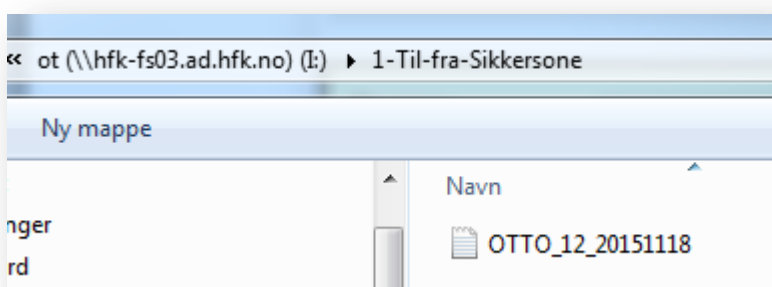 « ot (\\hfk-fs03.ad.hfk.no) (I:) ▸ 1-Til-fra-Sikkersone
Ny mappe
Navn
nger
OTTO_12_20151118
rd